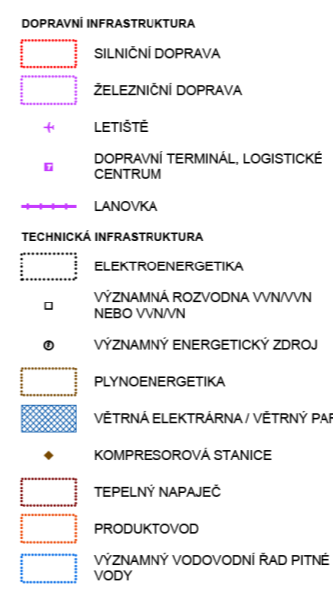 DOPRAVNÍ INFRASTRUKTURA
SILNIČNÍ DOPRAVA
ŽELEZNIČNÍ DOPRAVA
LETIŠTĚ
DOPRAVNÍ TERMINÁL, LOGISTICKÉ
CENTRUM
LANOVKA
TECHNICKÁ INFRASTRUKTURA
ELEKTROENERGETIKA
VÝZNAMNÁ ROZVODNA VVN/VVN
NEBO VVN/VN
VÝZNAMNÝ ENERGETICKÝ ZDROJ
PLYNOENERGETIKA
VĚTRNÁ ELEKTRÁRNA / VĚTRNÝ PAR
KOMPRESOROVÁ STANICE
TEPELNÝ NAPAJEČ
PRODUKTOVOD
VÝZNAMNÝ VODOVODNÍ ŘAD PITNÉ
VODY